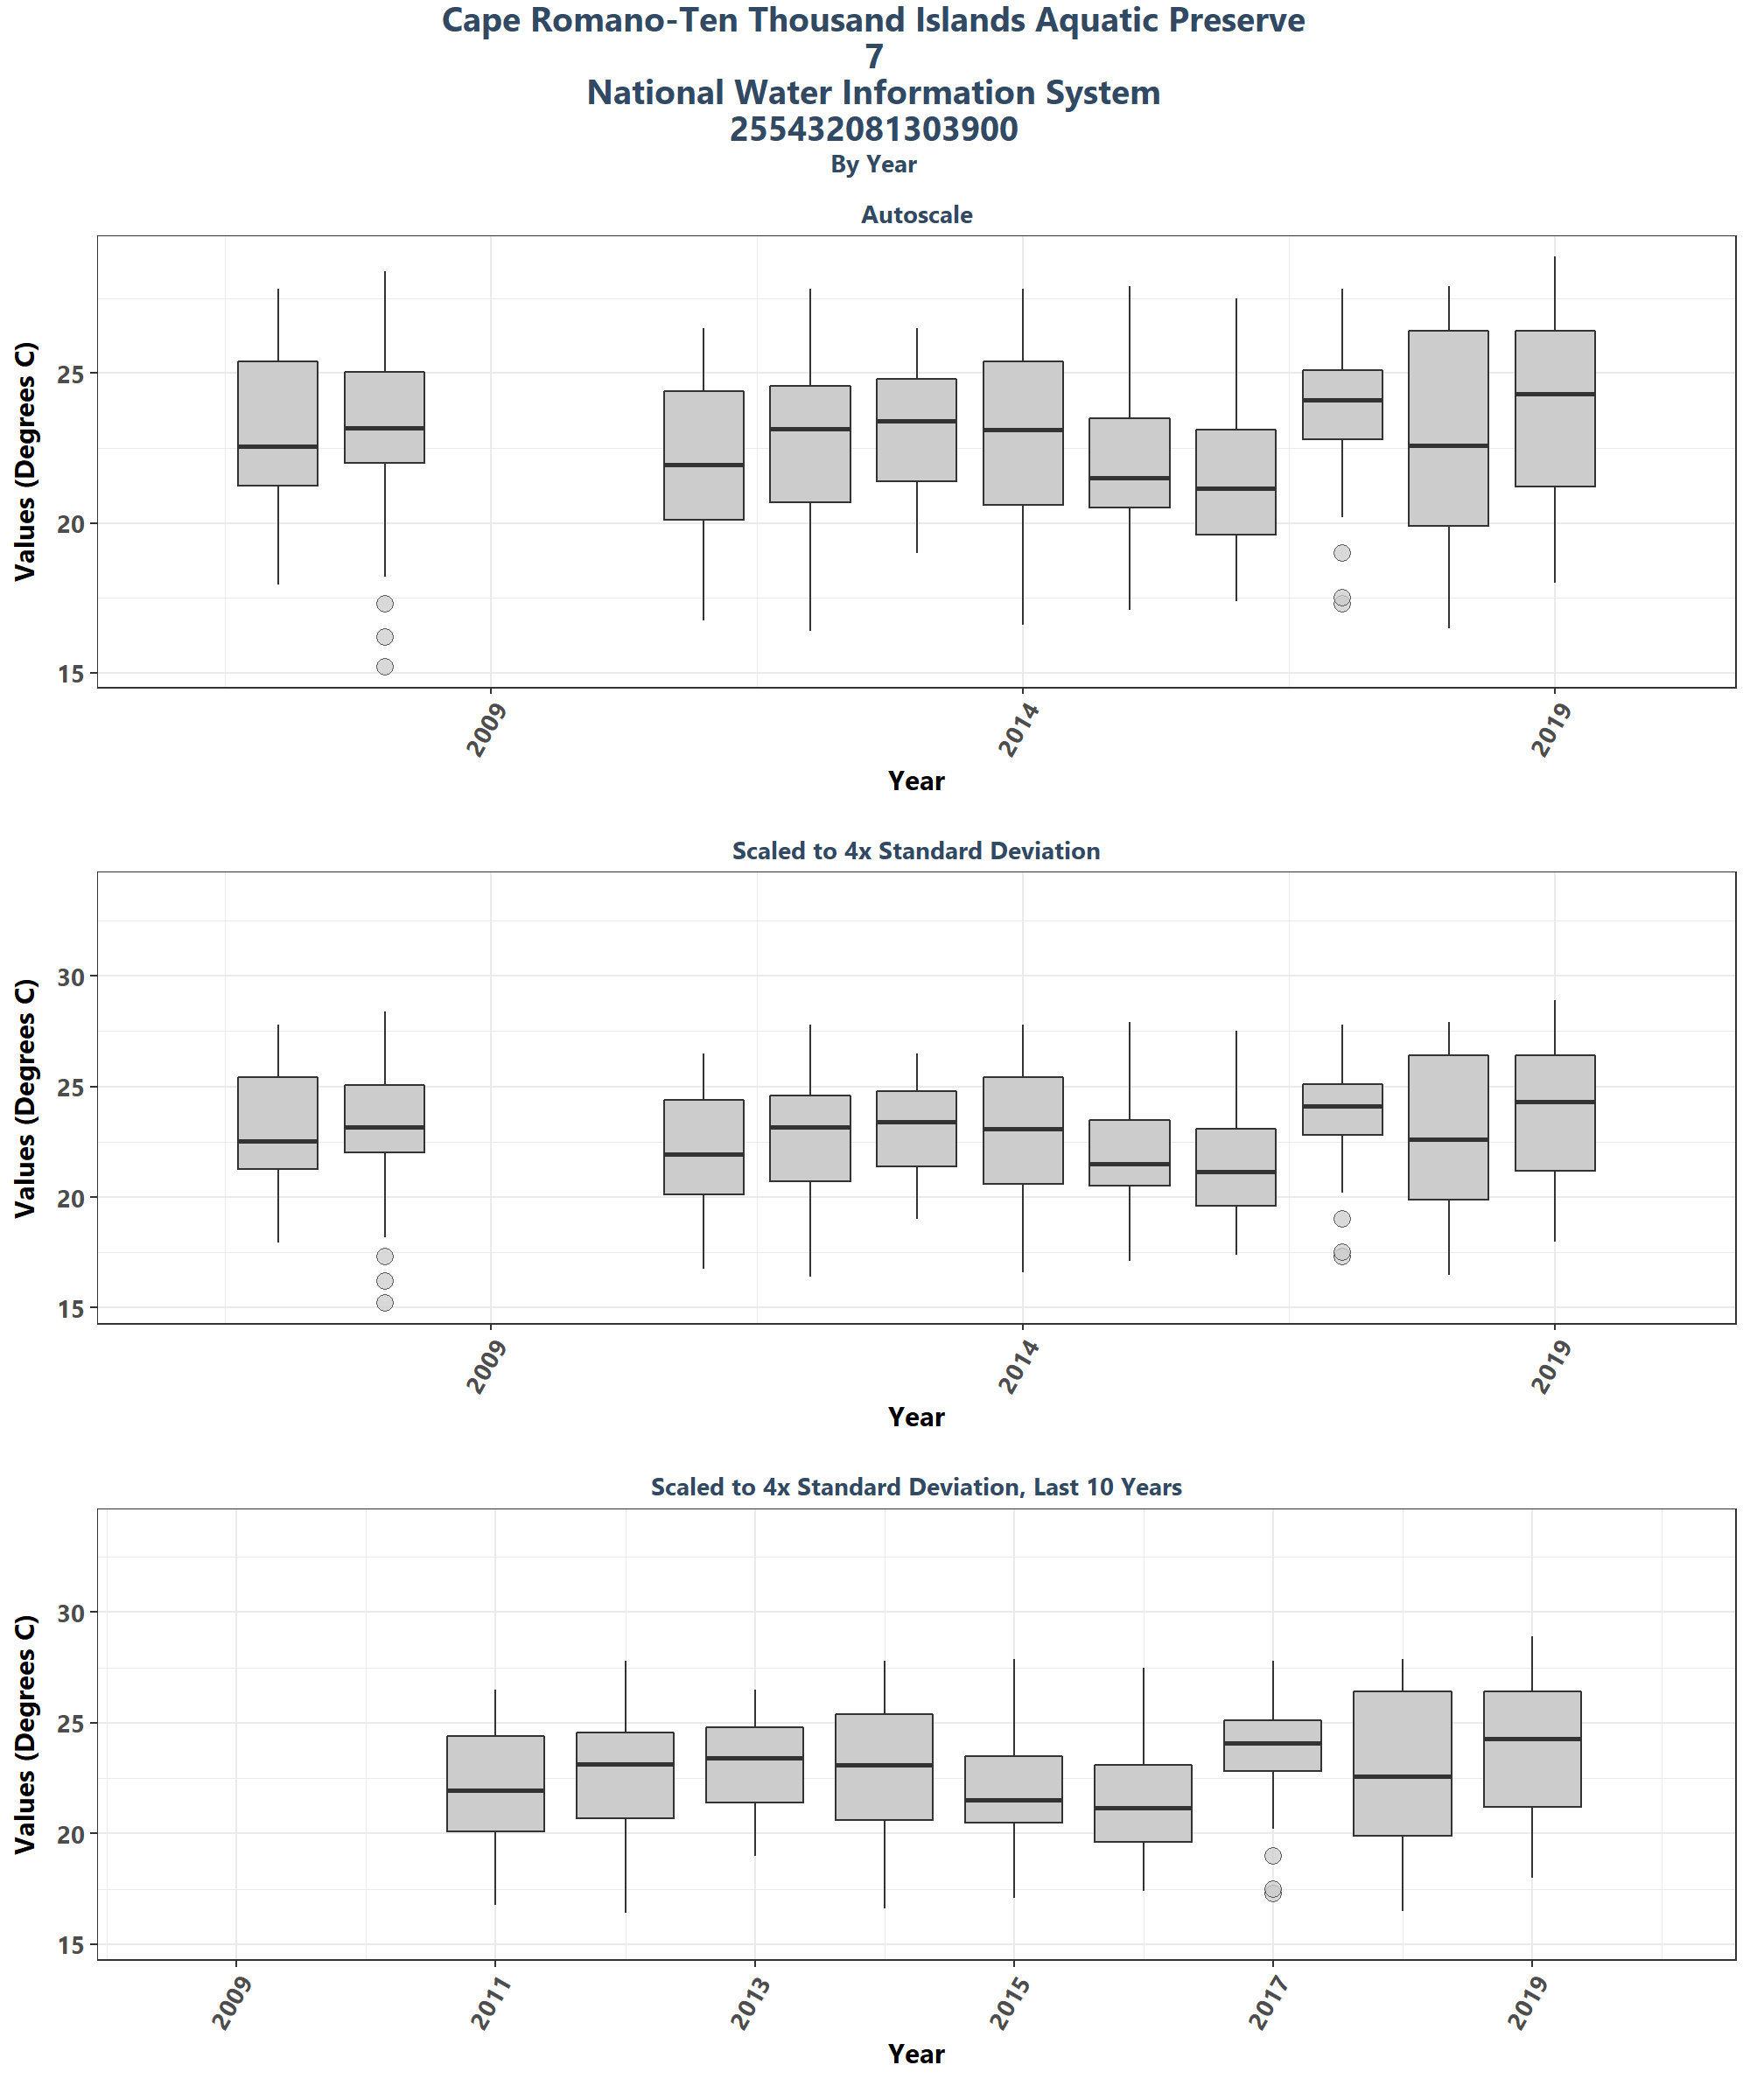 Cape Romano-Ten Thousand Islands Aquatic Preserve
7
National Water Information System
255432081303900
By Year
Autoscale
Values (Degrees C)
25
20
15
2009
2014
2019
Year
Scaled to 4x Standard Deviation
Values (Degrees C)
30
25
20
15
2009
2014
2019
Year
Scaled to 4x Standard Deviation, Last 10 Years
Values (Degrees C)
30
25
20
15
2009
2011
2013
2015
2017
2019
Year